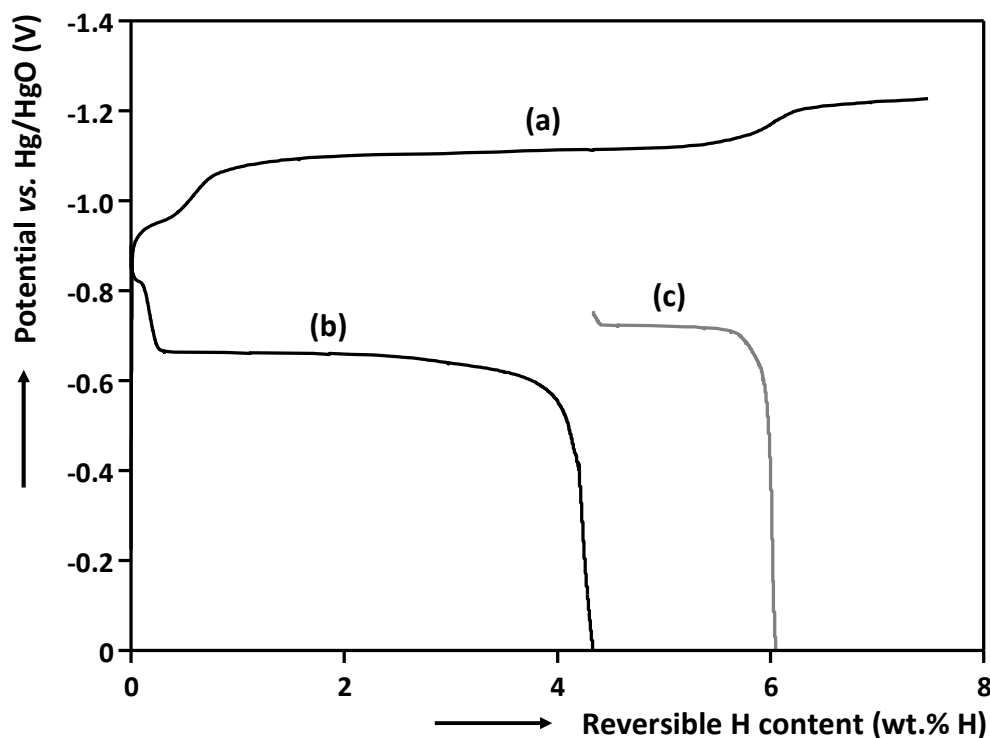 Potential vs. Hg/HgO (V)
-1.4
-1.2
-1.0
-0.8
-0.6
-0.4
-0.2
0
(a)
(b)
(c)
0 2 4 6 8
Reversible H content (wt.% H)